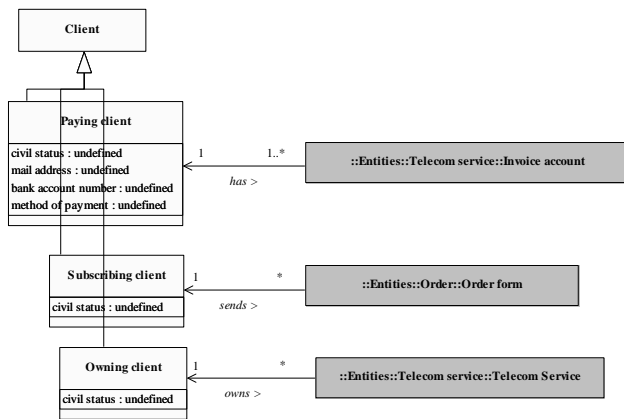 Client
Paying client
civil status : undefined
mail address : undefined
bank account number : undefined
method of payment : undefined
1
1..*
has >
::Entities::Telecom service::Invoice account
Subscribing client
civil status : undefined
1
*
sends >
::Entities::Order::Order form
Owning client
civil status : undefined
1
*
owns >
::Entities::Telecom service::Telecom Service